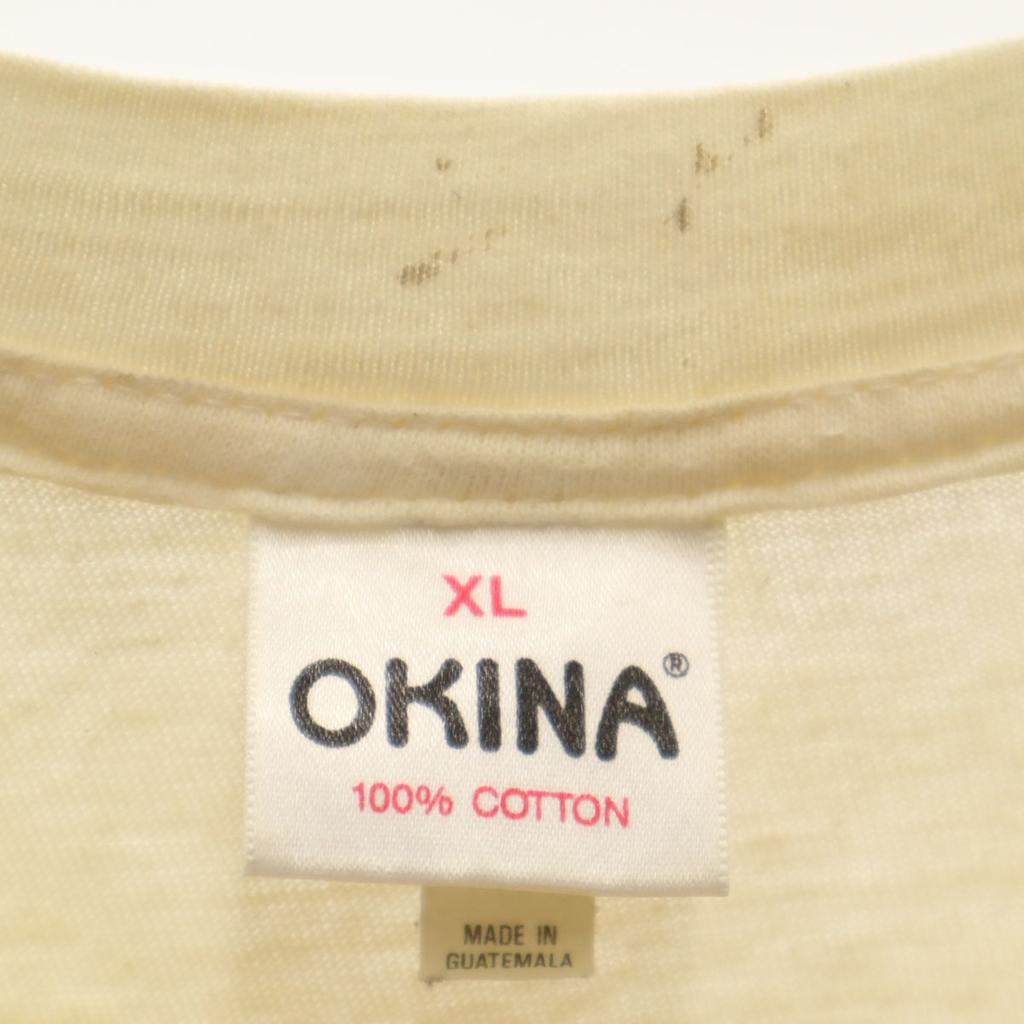 XL
OKINA®
100% COTTON
MADE IN
GUATEMALA